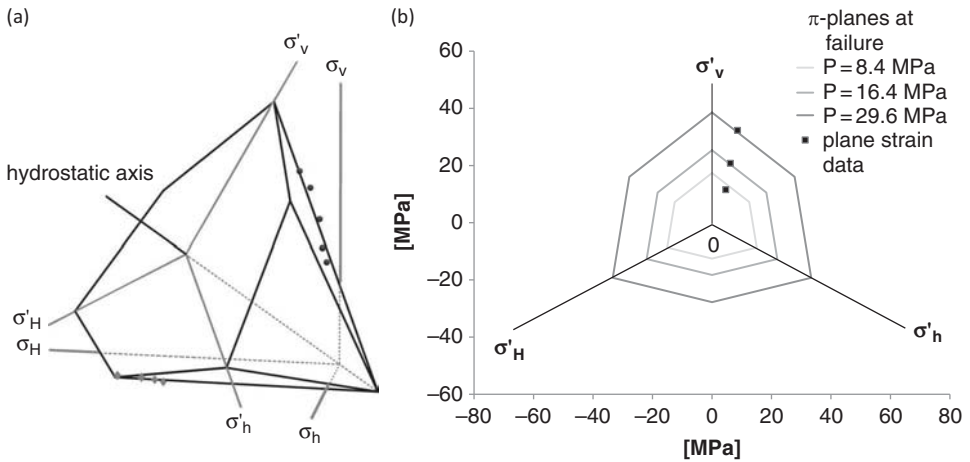 (a)
σ'v
σv
hydrostatic axis
σ'H
σH
σ'h
σh
(b)
π-planes at
failure
P = 8.4 MPa
P = 16.4 MPa
P = 29.6 MPa
plane strain
data
σ'v
60
40
20
0
−20
−40
−60
[MPa]
0
σ'H
σ'h
−80 −60 −40 −20 0 20 40 60 80
[MPa]